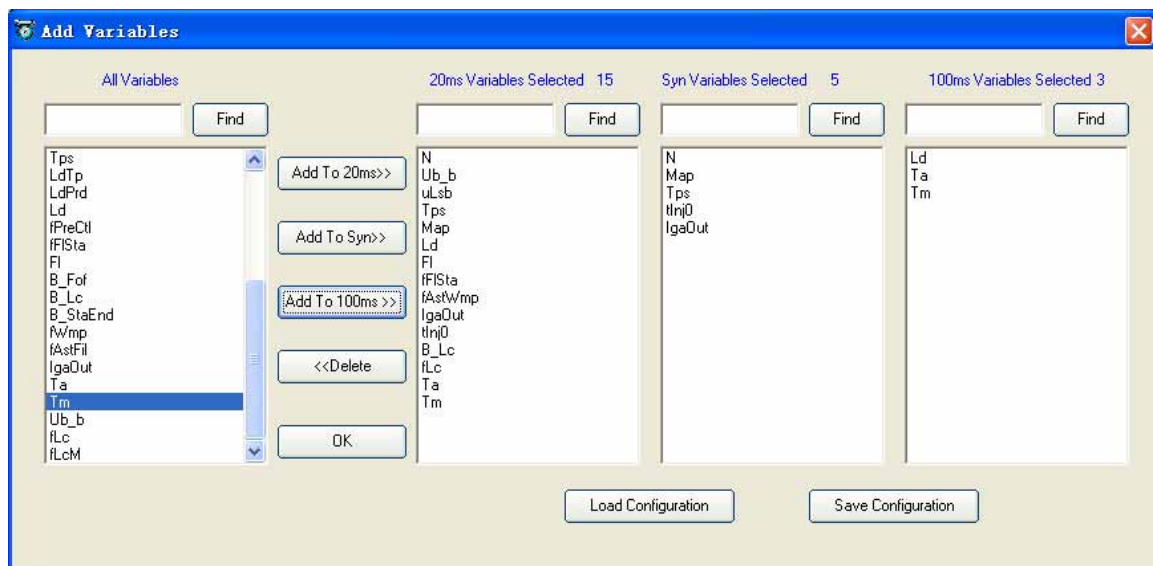 Add Variables
All Variables
20ms Variables Selected 15
Syn Variables Selected 5
100ms Variables Selected 3
Find
Find
Find
Find
Tps
LdTp
LdPrd
Ld
fPreCtl
fFlSta
Fl
B_Fof
B_Lc
B_StaEnd
fWmp
fAstFil
IgaOut
Ta
Tm
Ub_b
fLc
fLcM
Add To 20ms>>
Add To Syn>>
Add To 100ms >>
<<Delete
OK
N
Ub_b
uLsb
Tps
Map
Ld
Fl
fFlSta
fAstWmp
IgaOut
tInj0
B_Lc
fLc
Ta
Tm
N
Map
Tps
tInj0
IgaOut
Ld
Ta
Tm
Load Configuration
Save Configuration